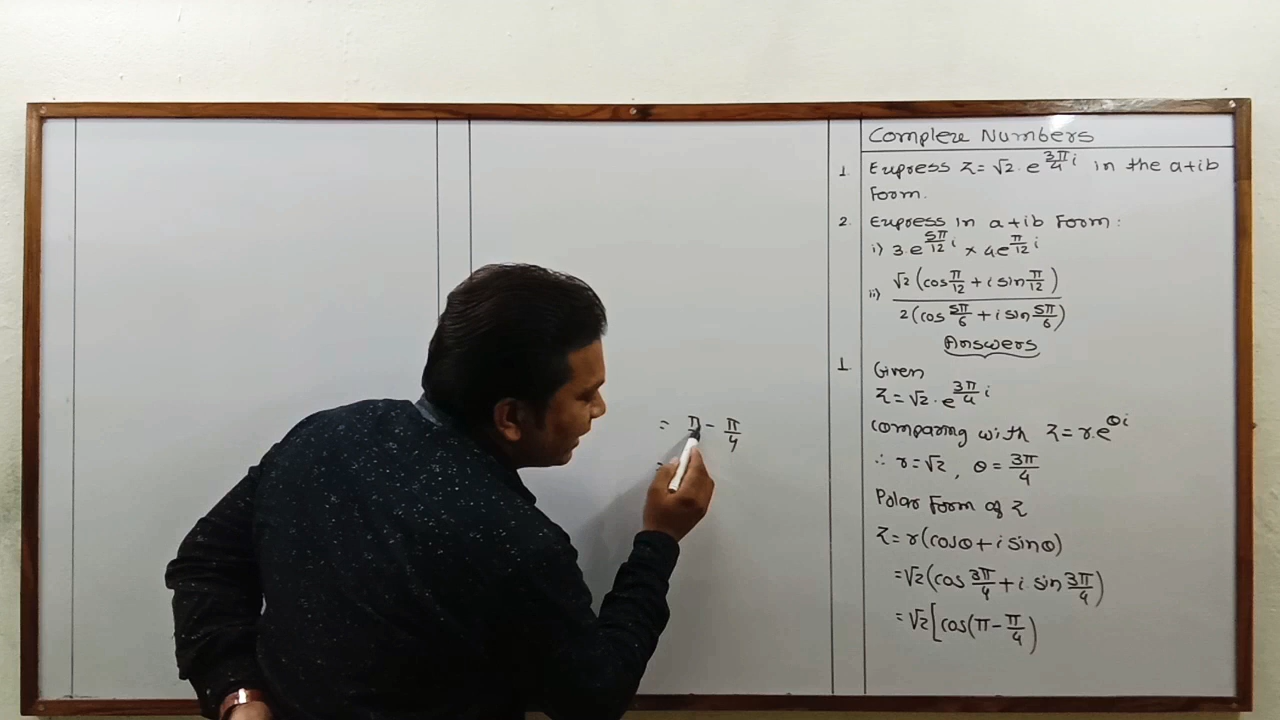 Complex Numbers
1. Express z = √2 · e^(3π/4 i) in the a+ib
Form.
2. Express in a+ib Form:
i) 3·e^(5π/12 i) × 4e^(π/12 i)
ii) √2 (cos π/12 + i sin π/12) / 2 (cos 5π/6 + i sin 5π/6)
Answers
1. Given
z = √2 · e^(3π/4 i)
Comparing with z = r·e^(θi)
∴ r = √2, θ = 3π/4
Polar Form of z
z = r(cosθ + i sinθ)
= √2 (cos 3π/4 + i sin 3π/4)
= √2 [cos(π − π/4)
= π − π/4
=